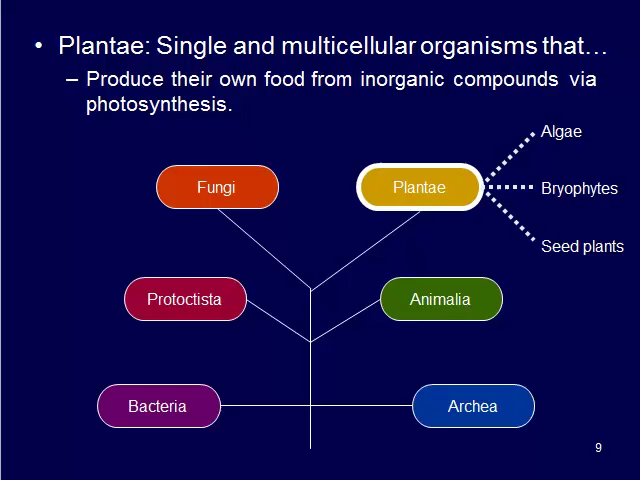 • Plantae: Single and multicellular organisms that…
– Produce their own food from inorganic compounds via
photosynthesis.
Algae
Fungi
Plantae
Bryophytes
Seed plants
Protoctista
Animalia
Bacteria
Archea
9